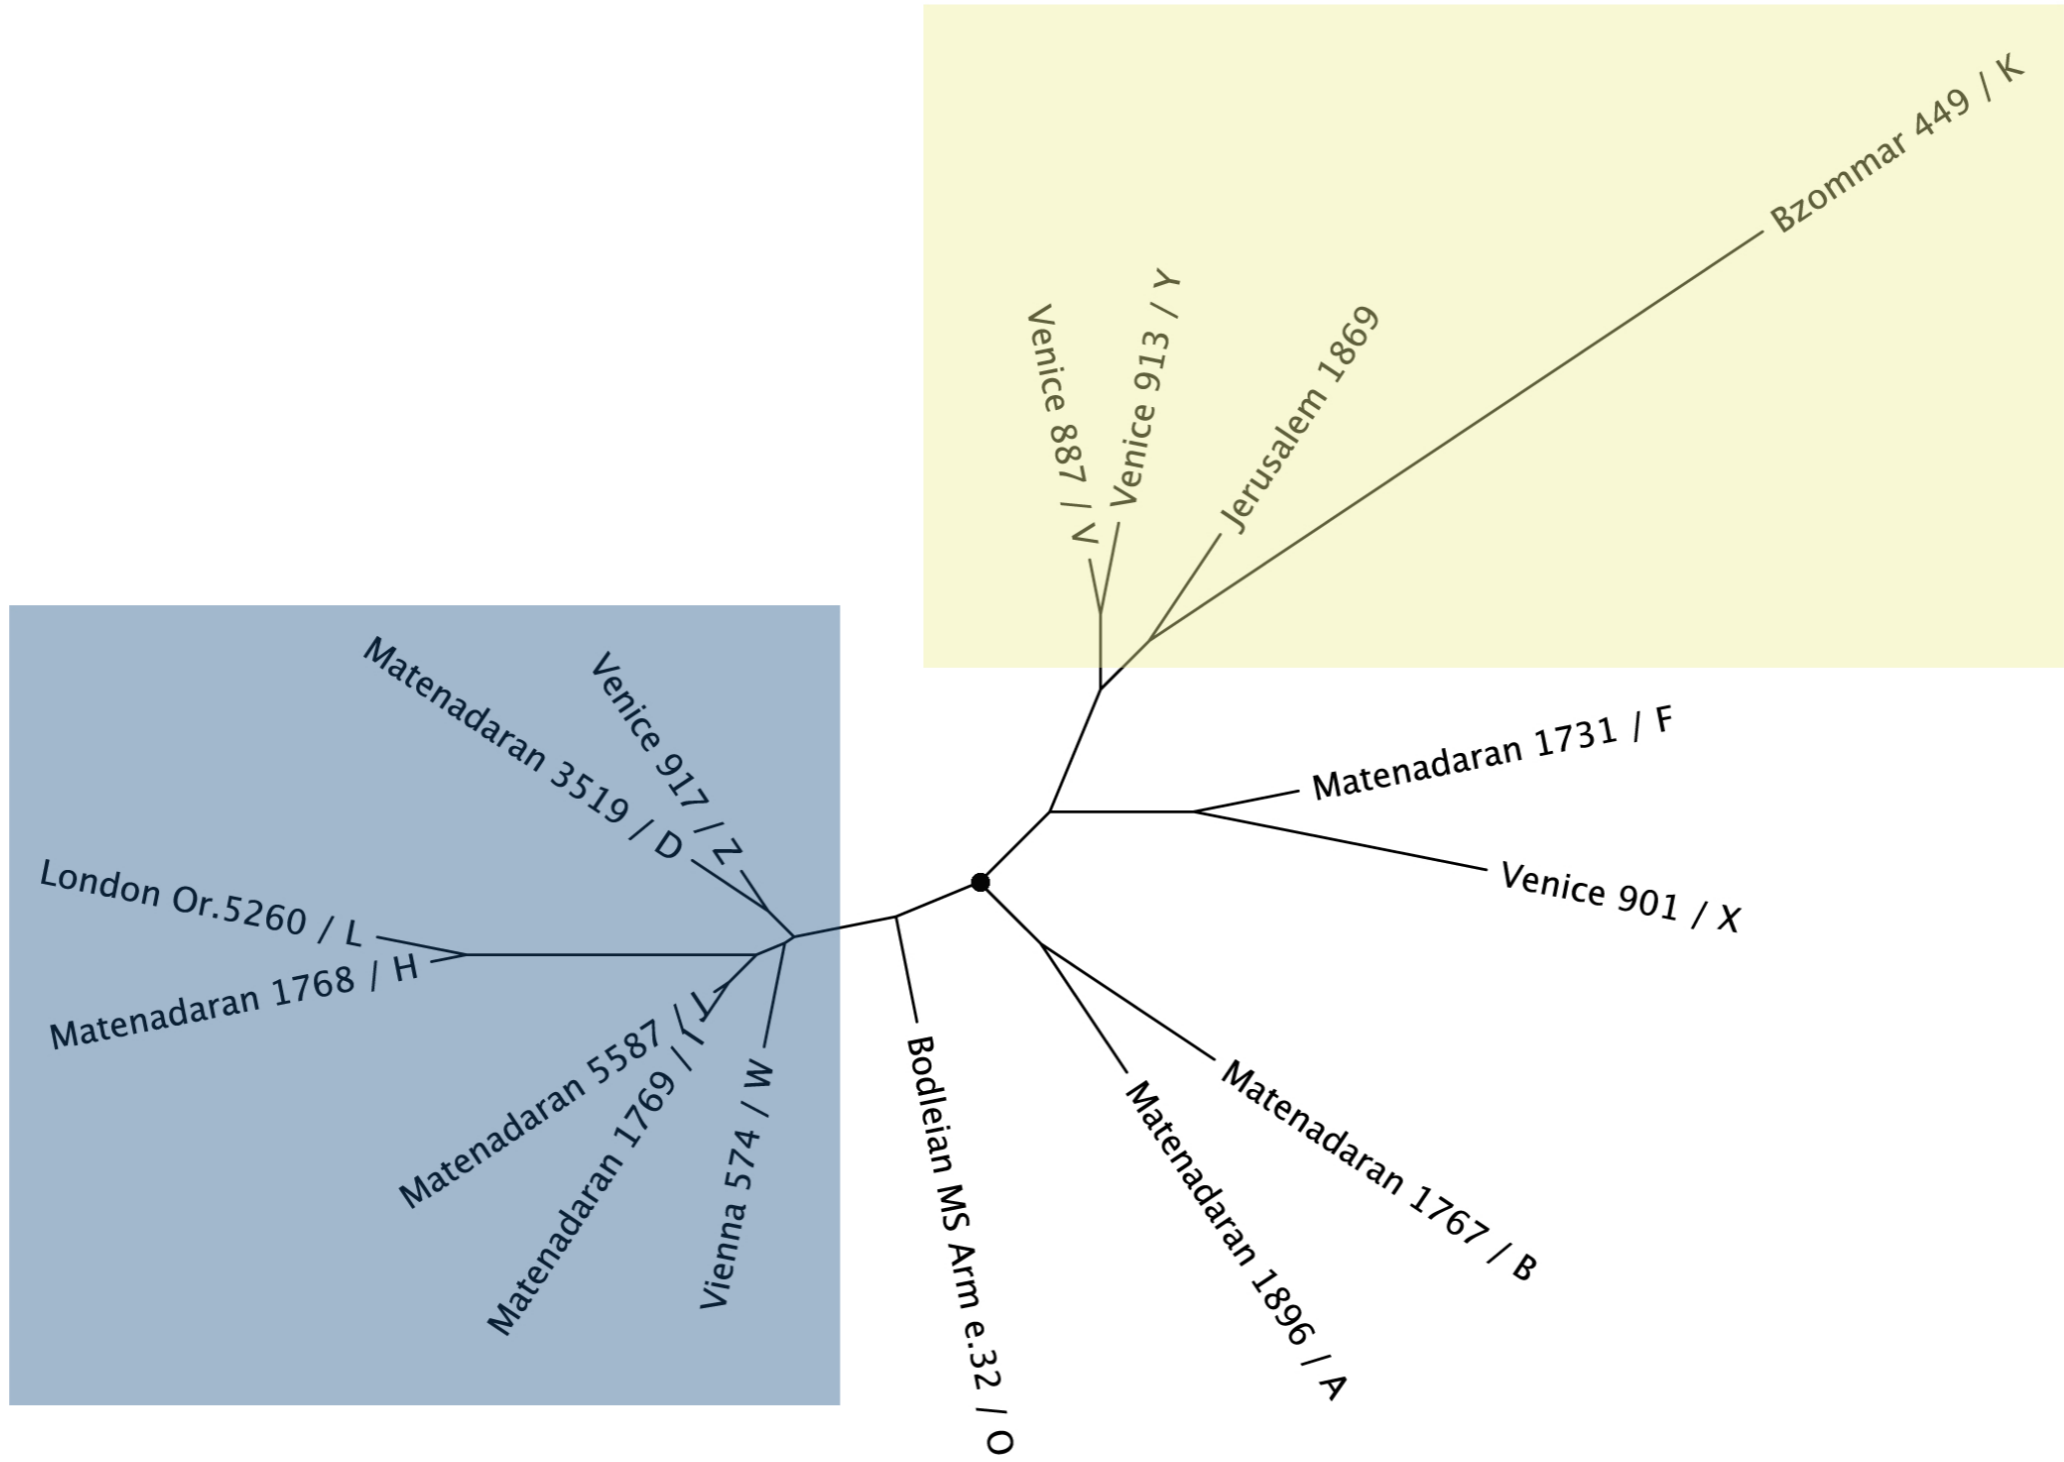 Bzommar 449 / K
Venice 887 / V
Venice 913 / Y
Jerusalem 1869
Matenadaran 3519 / D
Venice 917 / Z
Matenadaran 1731 / F
Venice 901 / X
London Or.5260 / L
Matenadaran 1768 / H
Matenadaran 5587 / J
Matenadaran 1769 / I
Vienna 574 / W
Bodleian MS Arm e.32 / O
Matenadaran 1896 / A
Matenadaran 1767 / B